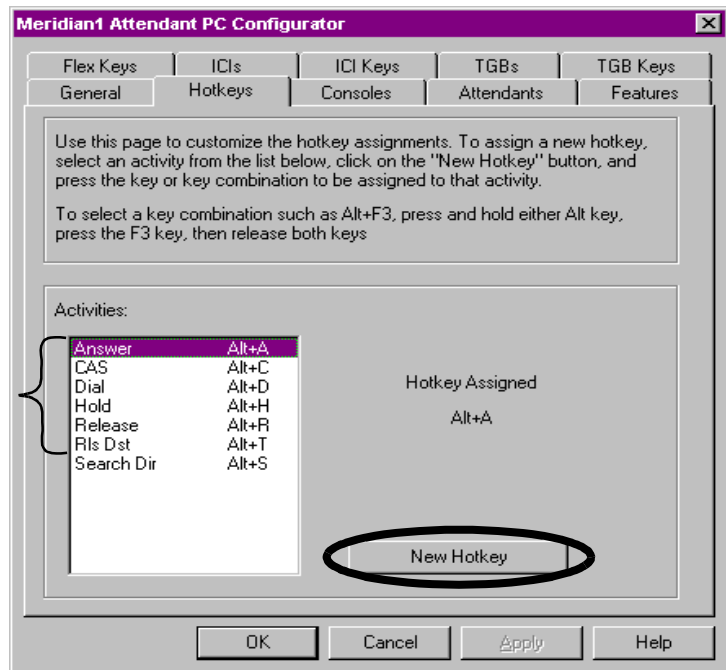 Meridian1 Attendant PC Configurator
Flex Keys ICIs ICI Keys TGBs TGB Keys
General Hotkeys Consoles Attendants Features
Use this page to customize the hotkey assignments. To assign a new hotkey,
select an activity from the list below, click on the "New Hotkey" button, and
press the key or key combination to be assigned to that activity.
To select a key combination such as Alt+F3, press and hold either Alt key,
press the F3 key, then release both keys
Activities:
Answer Alt+A
CAS Alt+C
Dial Alt+D
Hold Alt+H
Release Alt+R
Rls Dst Alt+T
Search Dir Alt+S
Hotkey Assigned
Alt+A
New Hotkey
OK Cancel Apply Help